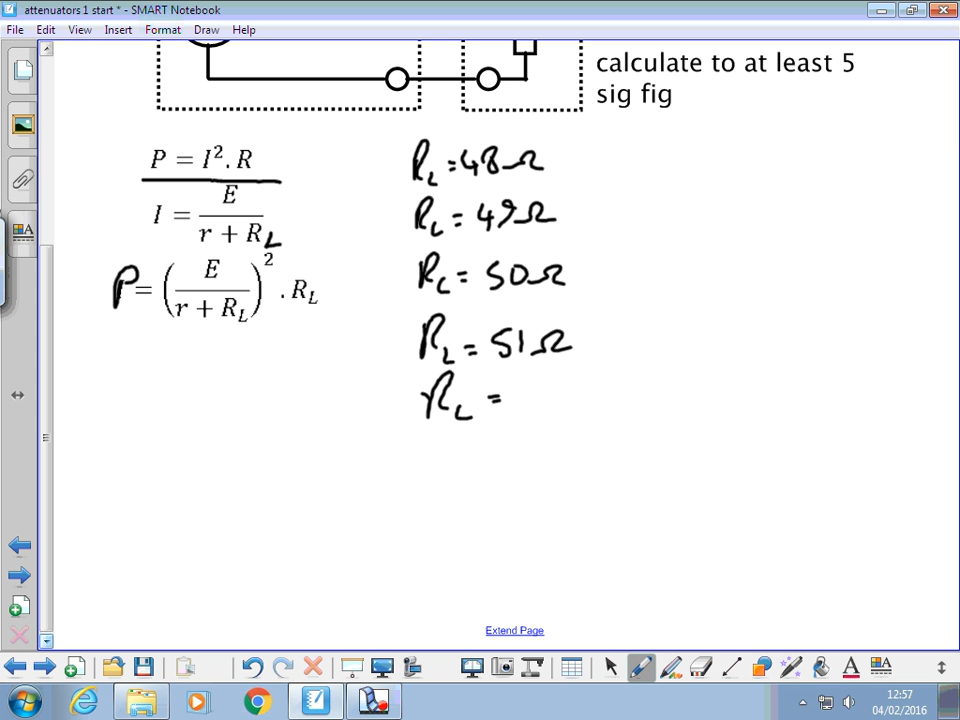 attenuators 1 start * - SMART Notebook
File Edit View Insert Format Draw Help
calculate to at least 5
sig fig
P = I². R
I = E / (r + R_L)
P = (E / (r + R_L))² . R_L
R_L = 48Ω
R_L = 49Ω
R_L = 50Ω
R_L = 51Ω
R_L =
Extend Page
12:57
04/02/2016